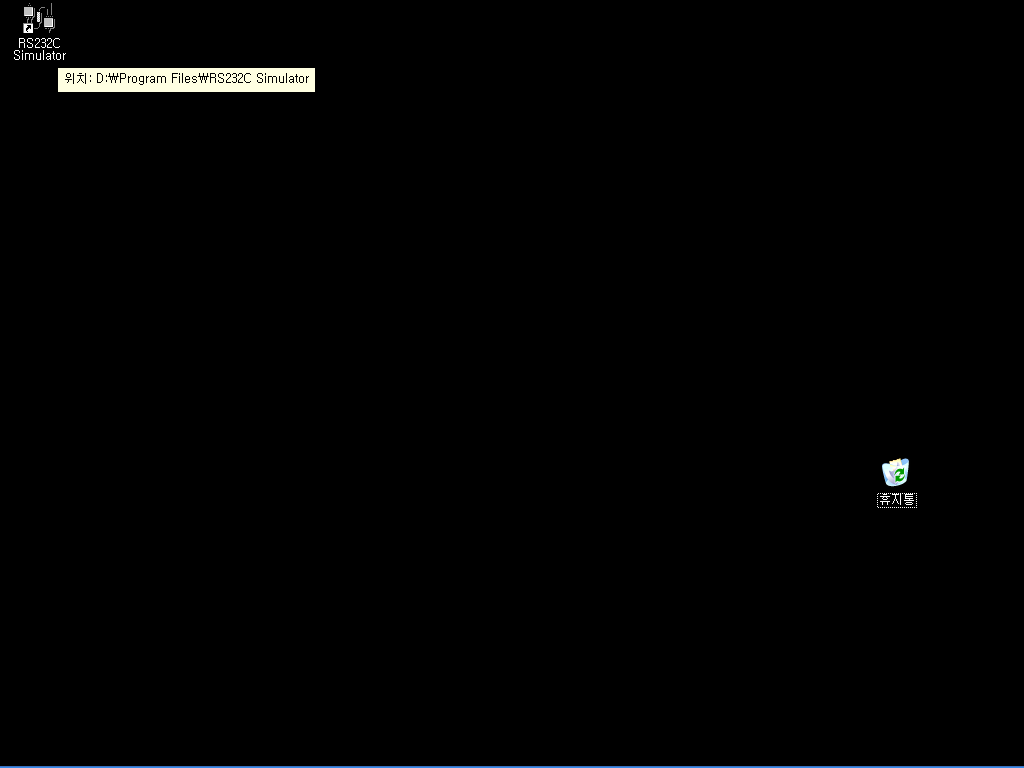 RS232C
Simulator
위치: D:₩Program Files₩RS232C Simulator
휴지통